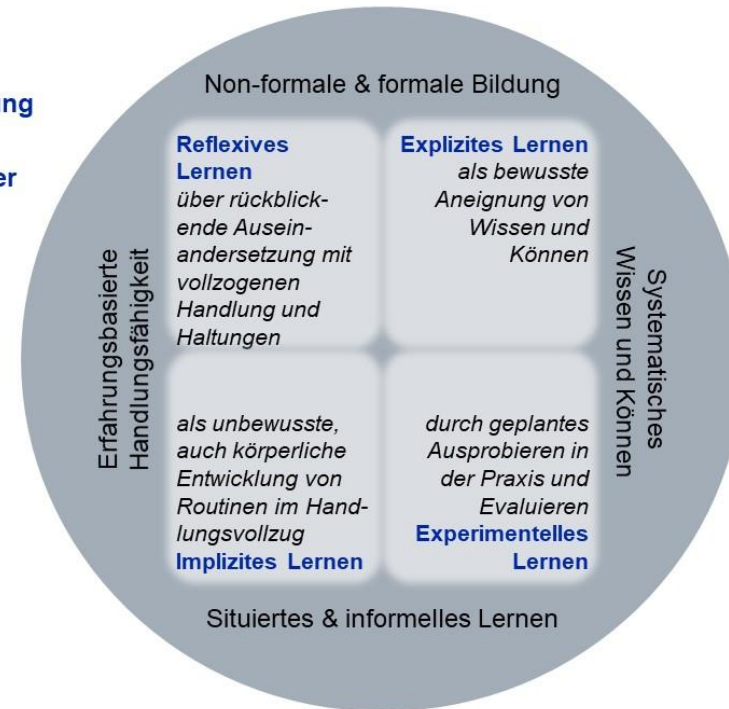 ung
er
Non-formale & formale Bildung
Reflexives
Lernen
über rückblick-
ende Ausein-
andersetzung mit
vollzogenen
Handlung und
Haltungen
Explizites Lernen
als bewusste
Aneignung von
Wissen und
Können
Erfahrungsbasierte
Handlungsfähigkeit
Systematisches
Wissen und Können
als unbewusste,
auch körperliche
Entwicklung von
Routinen im Hand-
lungsvollzug
Implizites Lernen
durch geplantes
Ausprobieren in
der Praxis und
Evaluieren
Experimentelles
Lernen
Situiertes & informelles Lernen